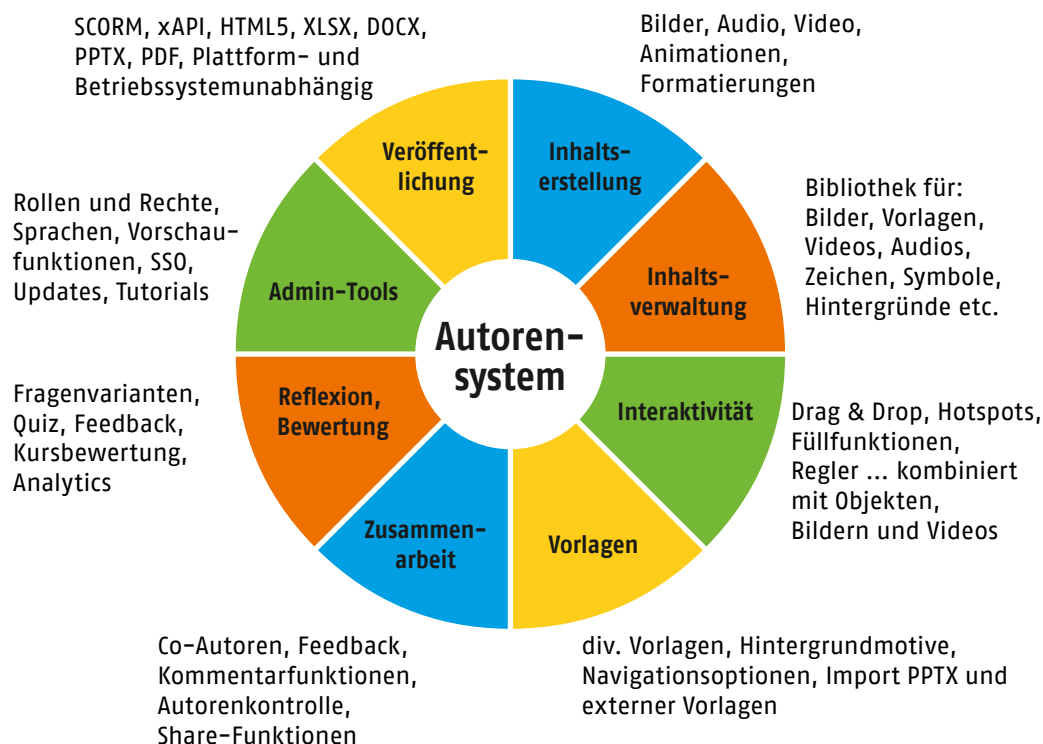 SCORM, xAPI, HTML5, XLSX, DOCX,
PPTX, PDF, Plattform- und
Betriebssystemunabhängig
Bilder, Audio, Video,
Animationen,
Formatierungen
Veröffent-
lichung
Inhalts-
erstellung
Rollen und Rechte,
Sprachen, Vorschau-
funktionen, SSO,
Updates, Tutorials
Admin-Tools
Inhalts-
verwaltung
Bibliothek für:
Bilder, Vorlagen,
Videos, Audios,
Zeichen, Symbole,
Hintergründe etc.
Autoren-
system
Fragenvarianten,
Quiz, Feedback,
Kursbewertung,
Analytics
Reflexion,
Bewertung
Interaktivität
Drag & Drop, Hotspots,
Füllfunktionen,
Regler ... kombiniert
mit Objekten,
Bildern und Videos
Zusammen-
arbeit
Vorlagen
Co-Autoren, Feedback,
Kommentarfunktionen,
Autorenkontrolle,
Share-Funktionen
div. Vorlagen, Hintergrundmotive,
Navigationsoptionen, Import PPTX und
externer Vorlagen